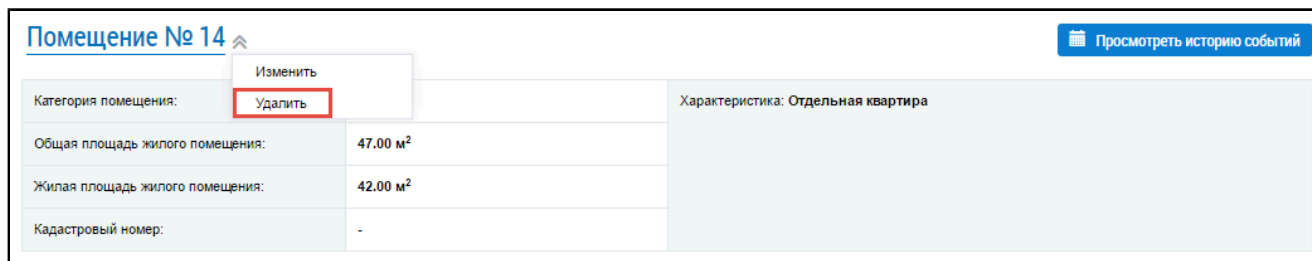 Помещение № 14
Просмотреть историю событий
Изменить
Удалить
Категория помещения:
Характеристика: Отдельная квартира
Общая площадь жилого помещения: 47.00 м²
Жилая площадь жилого помещения: 42.00 м²
Кадастровый номер: -